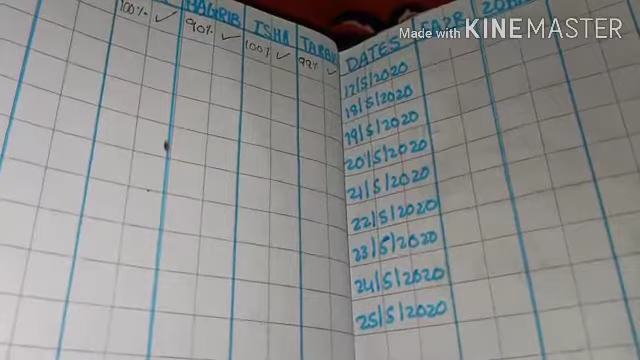 MAGRIB ISHA
100% ✓ 90% ✓ 100% ✓ 99% ✓
DATES FAJR
17/5/2020
18/5/2020
19/5/2020
20/5/2020
21/5/2020
22/5/2020
23/5/2020
24/5/2020
25/5/2020
Made with KINEMASTER